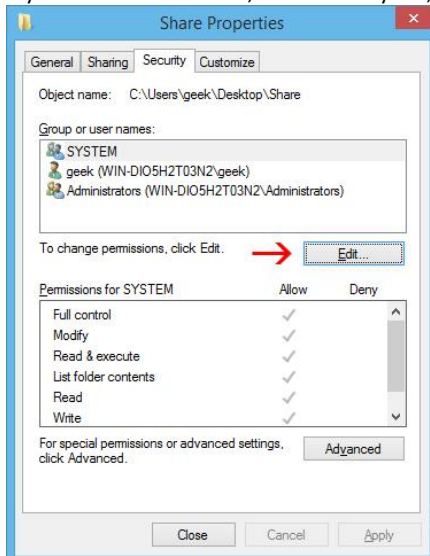 Share Properties
General Sharing Security Customize
Object name: C:\Users\geek\Desktop\Share
Group or user names:
SYSTEM
geek (WIN-DIO5H2T03N2\geek)
Administrators (WIN-DIO5H2T03N2\Administrators)
To change permissions, click Edit.
Edit...
Permissions for SYSTEM Allow Deny
Full control
Modify
Read & execute
List folder contents
Read
Write
For special permissions or advanced settings,
click Advanced.
Advanced
Close Cancel Apply